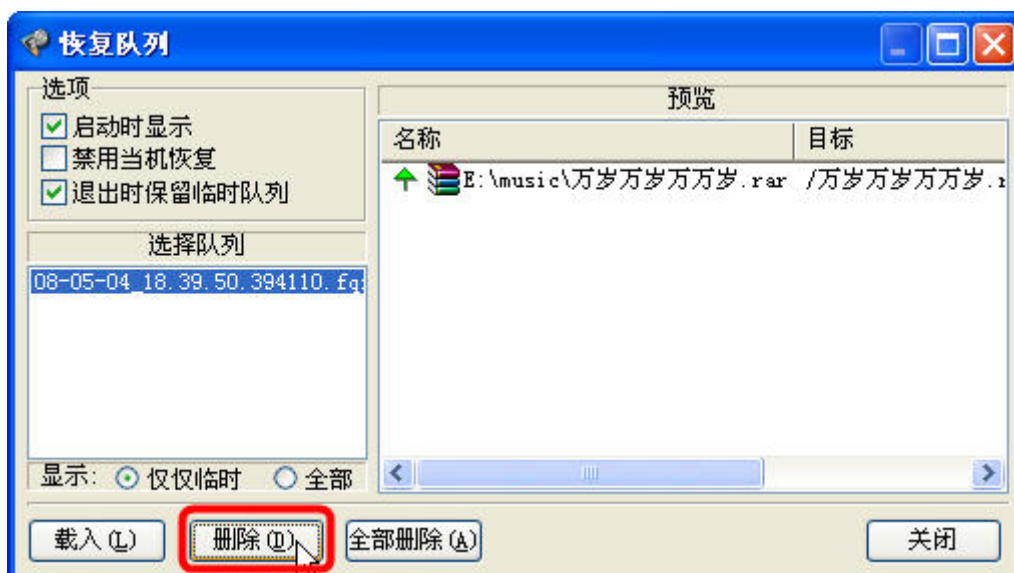 恢复队列
选项
启动时显示
禁用当机恢复
退出时保留临时队列
选择队列
08-05-04_18.39.50.394110.fq
显示: 仅仅临时 全部
预览
名称 目标
E:\music\万岁万岁万万岁.rar /万岁万岁万万岁.r
载入(L) 删除(D) 全部删除(A) 关闭